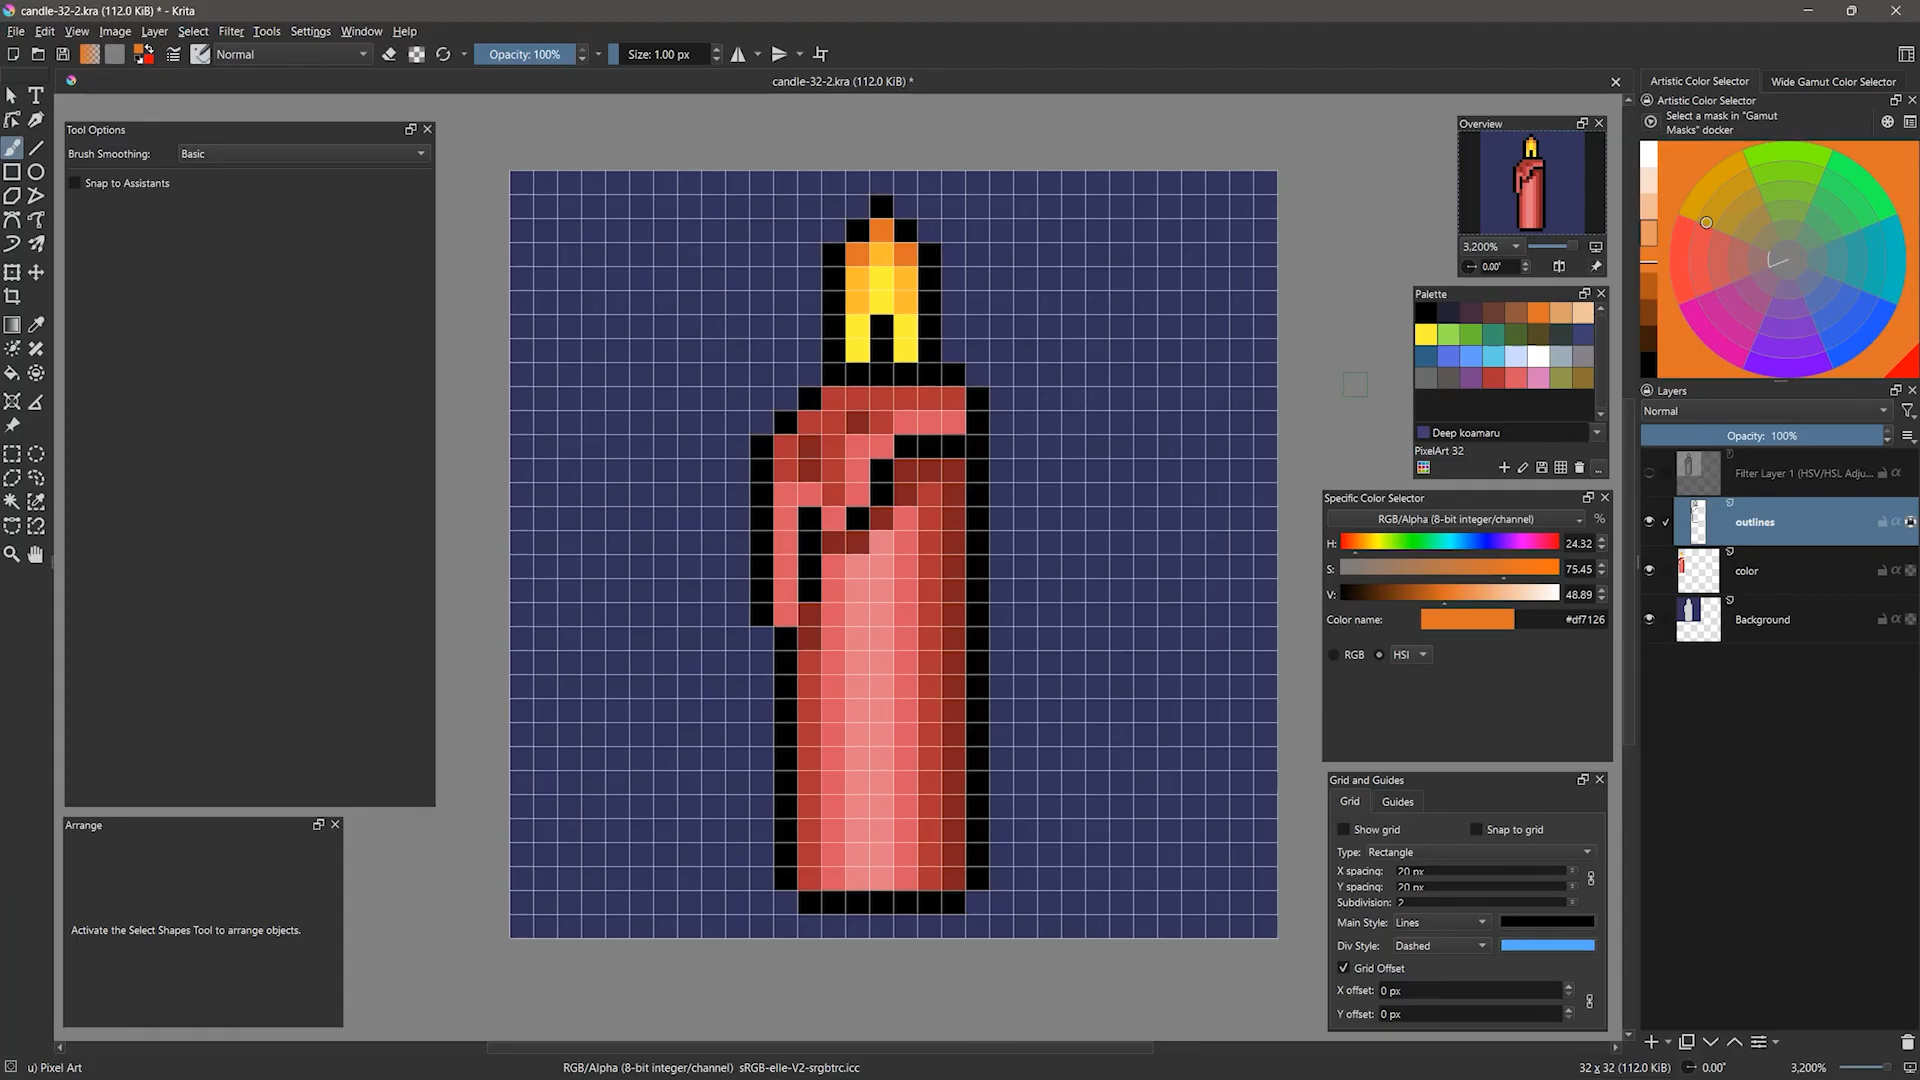 candle-32-2.kra (112.0 KiB) * - Krita
File Edit View Image Layer Select Filter Tools Settings Window Help
Normal Opacity: 100% Size: 1.00 px
candle-32-2.kra (112.0 KiB) *
Artistic Color Selector Wide Gamut Color Selector
Artistic Color Selector
Select a mask in "Gamut
Masks" docker
Tool Options
Brush Smoothing: Basic
Snap to Assistants
Overview
3,200%
0.00°
Palette
Deep koamaru
PixelArt 32
Layers
Normal
Opacity: 100%
Filter Layer 1 (HSV/HSL Adju...
outlines
color
Background
Specific Color Selector
RGB/Alpha (8-bit integer/channel) %
H: 24.32
S: 75.45
V: 48.89
Color name: #df7126
RGB HSI
Grid and Guides
Grid Guides
Show grid Snap to grid
Type: Rectangle
X spacing: 20 px
Y spacing: 20 px
Subdivision: 2
Main Style: Lines
Div Style: Dashed
Grid Offset
X offset: 0 px
Y offset: 0 px
Arrange
Activate the Select Shapes Tool to arrange objects.
u) Pixel Art
RGB/Alpha (8-bit integer/channel) sRGB-elle-V2-srgbtrc.icc
32 x 32 (112.0 KiB) 0.00° 3,200%